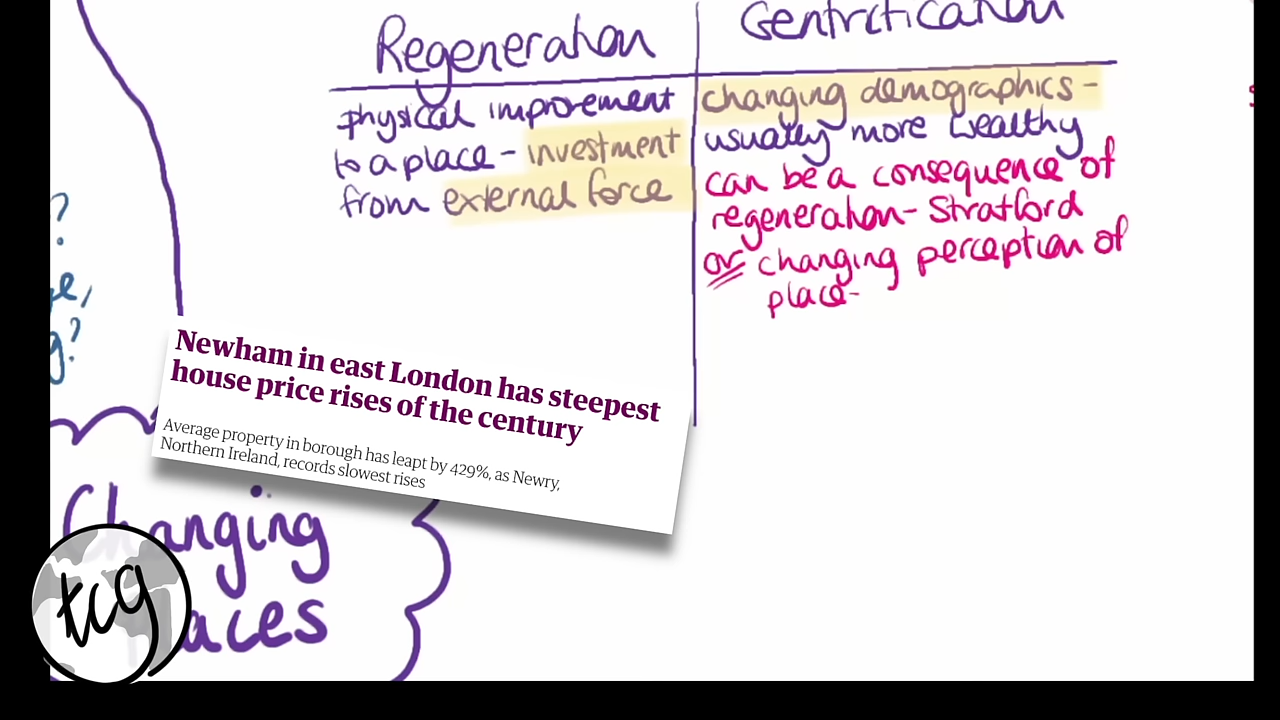 Regeneration
Gentrification
physical improvement
to a place - investment
from external force
changing demographics -
usually more wealthy
can be a consequence of
regeneration - Stratford
or changing perception of
place -
?
?
g?
Newham in east London has steepest
house price rises of the century
Average property in borough has leapt by 429%, as Newry,
Northern Ireland, records slowest rises
Changing
aces
tcg